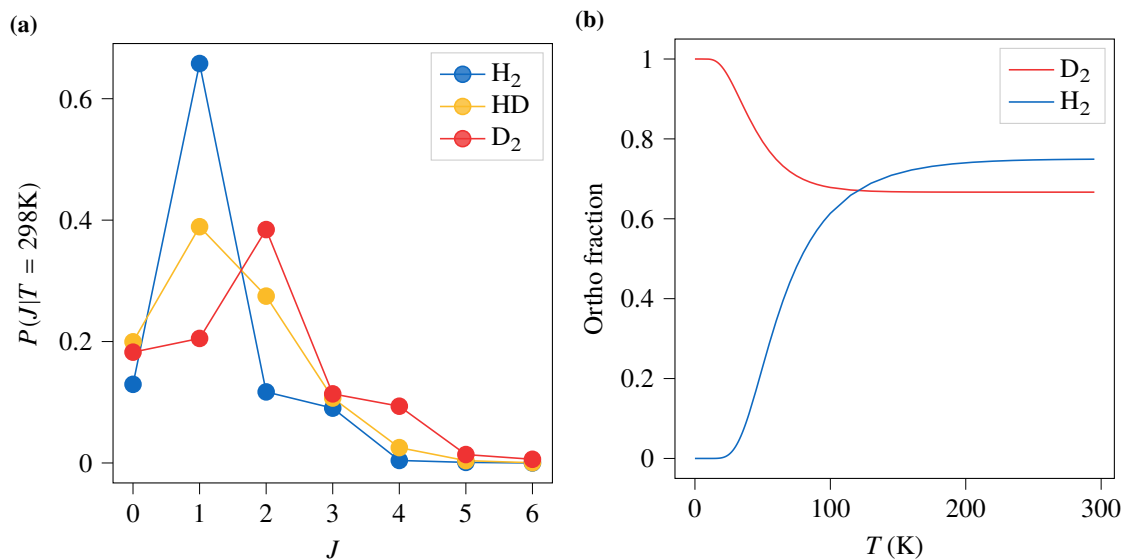 (a)
P(J|T = 298K)
0.6
0.4
0.2
0
0 1 2 3 4 5 6
J
H₂
HD
D₂
(b)
Ortho fraction
1
0.8
0.6
0.4
0.2
0
0 100 200 300
T (K)
D₂
H₂